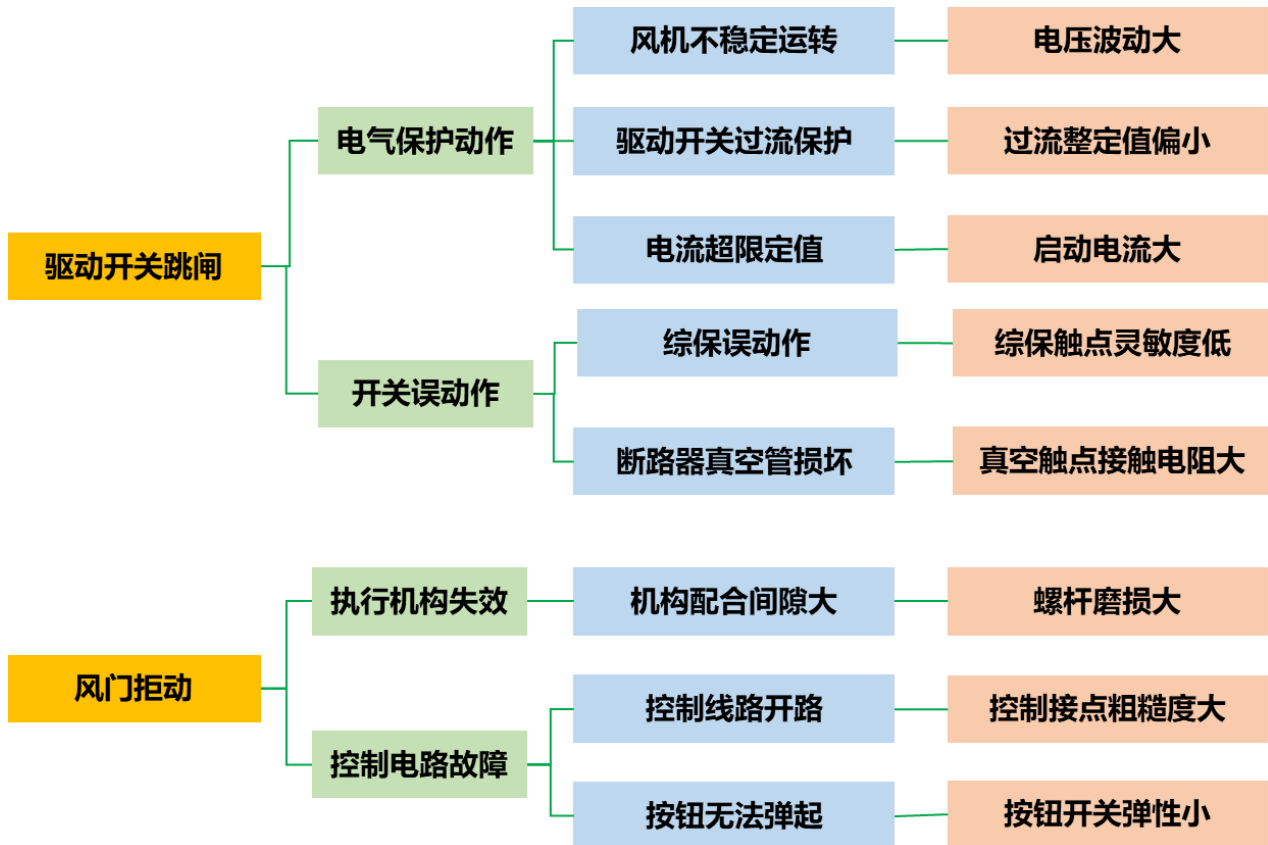 驱动开关跳闸
电气保护动作
风机不稳定运转
电压波动大
驱动开关过流保护
过流整定值偏小
电流超限定值
启动电流大
开关误动作
综保误动作
综保触点灵敏度低
断路器真空管损坏
真空触点接触电阻大
风门拒动
执行机构失效
机构配合间隙大
螺杆磨损大
控制电路故障
控制线路开路
控制接点粗糙度大
按钮无法弹起
按钮开关弹性小